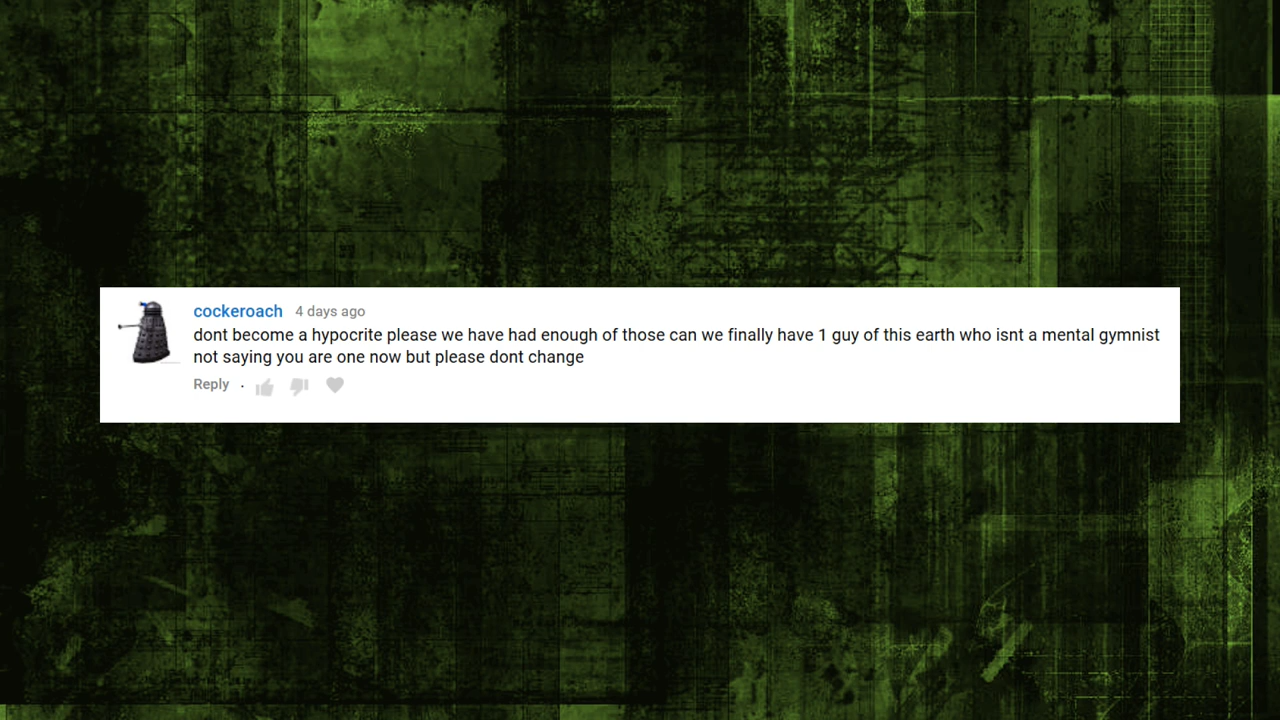 cockeroach 4 days ago
dont become a hypocrite please we have had enough of those can we finally have 1 guy of this earth who isnt a mental gymnist
not saying you are one now but please dont change
Reply ·